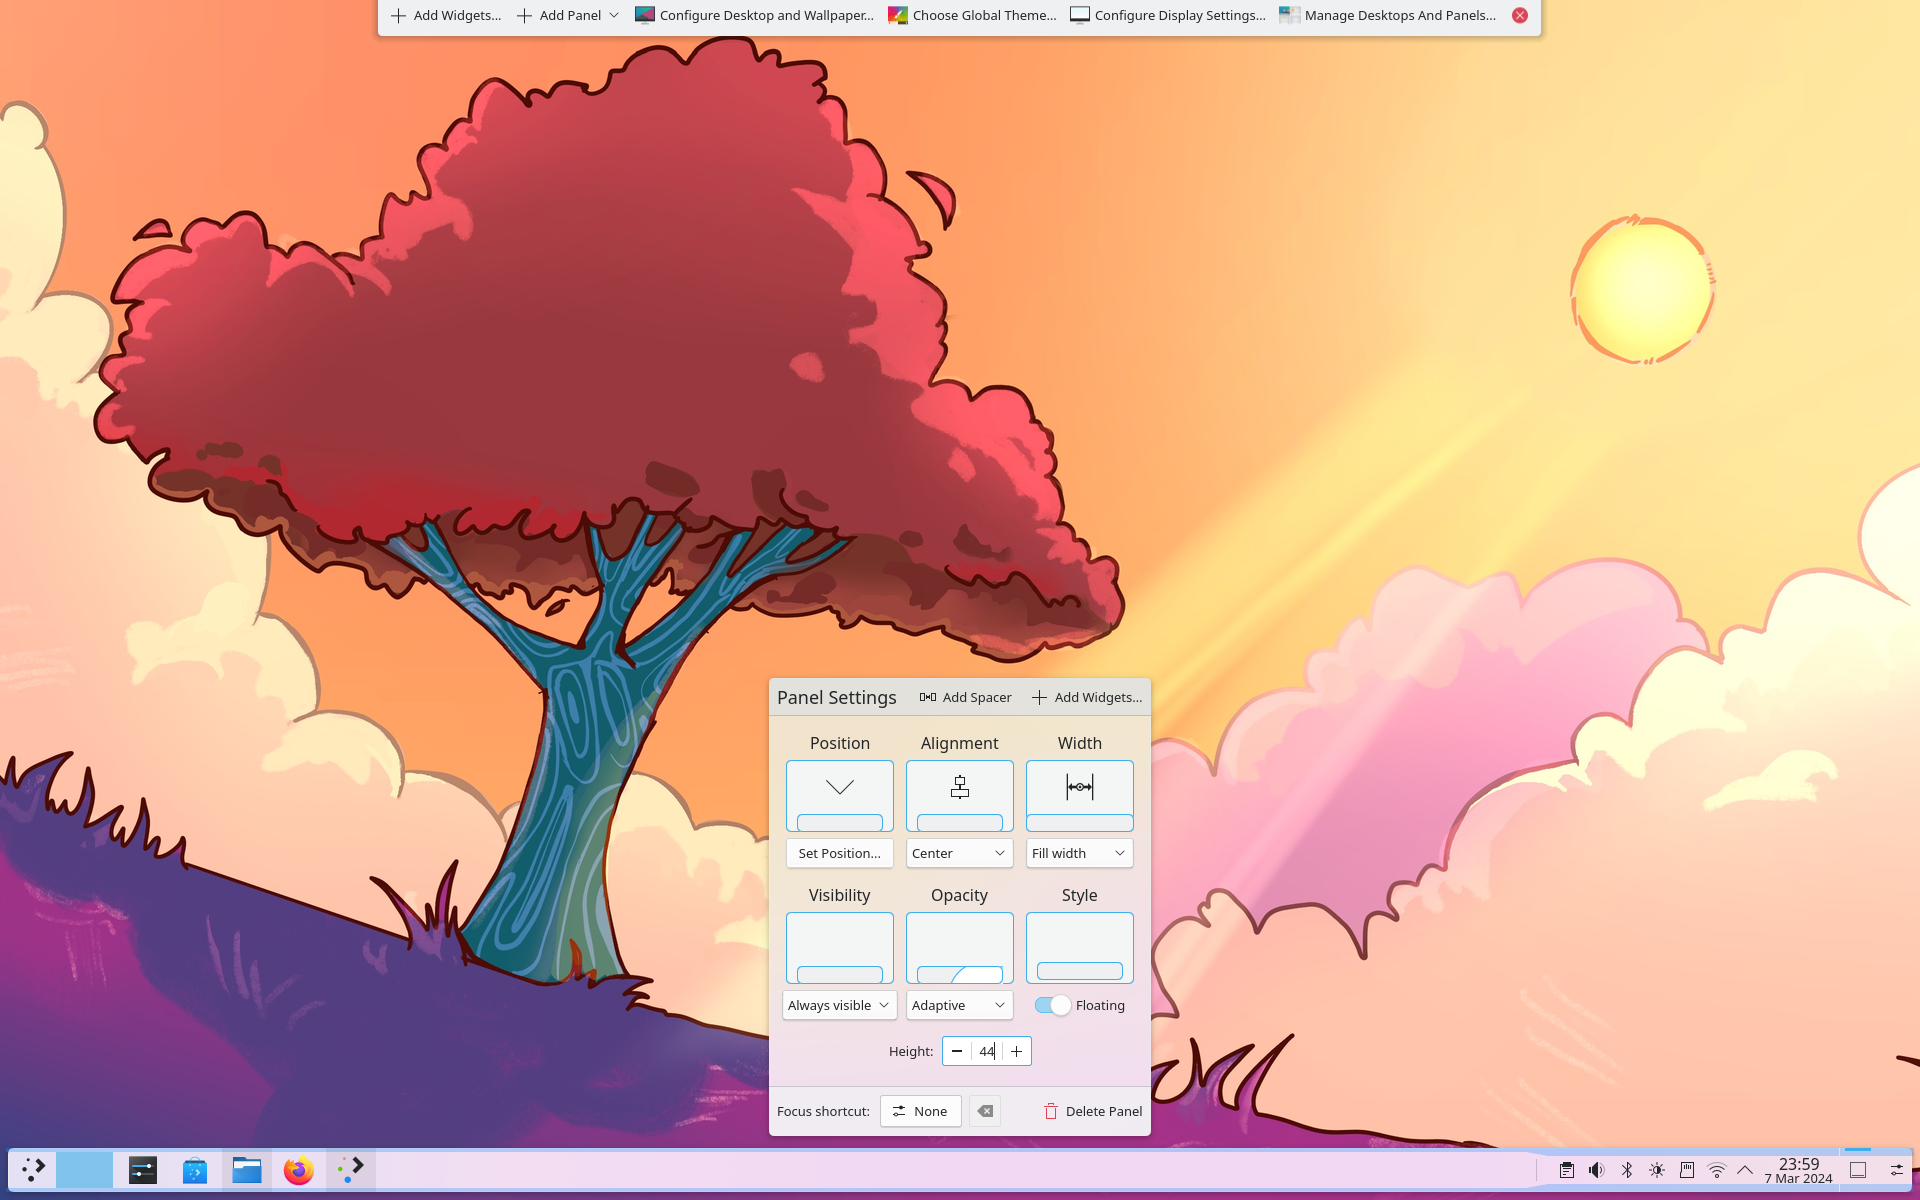 Add Widgets... Add Panel Configure Desktop and Wallpaper... Choose Global Theme... Configure Display Settings... Manage Desktops And Panels...
Panel Settings Add Spacer Add Widgets...
Position Alignment Width
Set Position... Center Fill width
Visibility Opacity Style
Always visible Adaptive Floating
Height: 44
Focus shortcut: None Delete Panel
23:59
7 Mar 2024